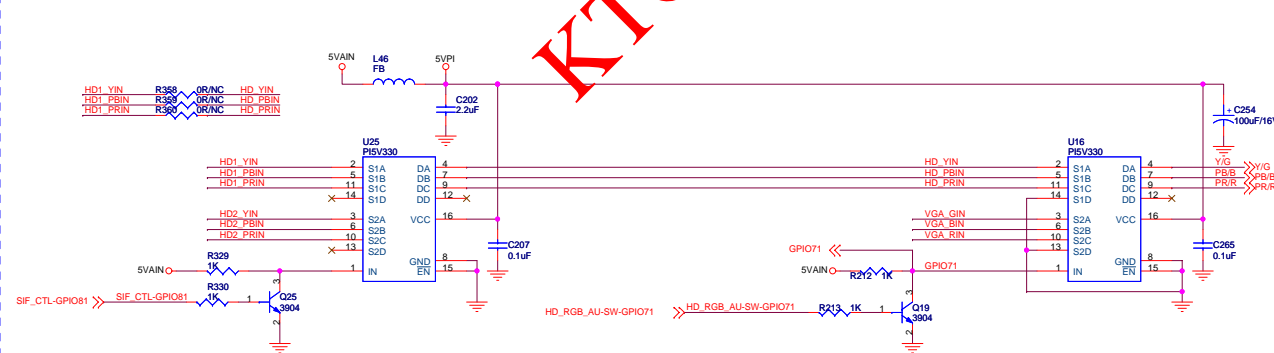 KT
5VAIN
L46
FB
5VPI
HD1_YIN R358 0R/NC HD_YIN
HD1_PBIN R359 0R/NC HD_PBIN
HD1_PRIN R360 0R/NC HD_PRIN
C202
2.2uF
+ C254
100uF/16V
U25
PI5V330
U16
PI5V330
HD1_YIN 2 S1A DA 4 HD_YIN 2 S1A DA 4 Y/G Y/G
HD1_PBIN 5 S1B DB 7 HD_PBIN 5 S1B DB 7 PB/B PB/B
HD1_PRIN 11 S1C DC 9 HD_PRIN 11 S1C DC 9 PR/R PR/R
14 S1D DD 12 14 S1D DD 12
HD2_YIN 3 S2A VCC 16 VGA_GIN 3 S2A VCC 16
HD2_PBIN 6 S2B VGA_BIN 6 S2B
HD2_PRIN 10 S2C VGA_RIN 10 S2C
13 S2D 13 S2D
C207
0.1uF
GPIO71
C265
0.1uF
R329
1K
GND 8 GND 8
5VAIN 1 IN EN 15 5VAIN R212 1K GPIO71 1 IN EN 15
SIF_CTL-GPIO81 SIF_CTL-GPIO81 R330
1K
1 3 2 Q25
3904
HD_RGB_AU-SW-GPIO71 HD_RGB_AU-SW-GPIO71 R213 1K
1 3 2 Q19
3904